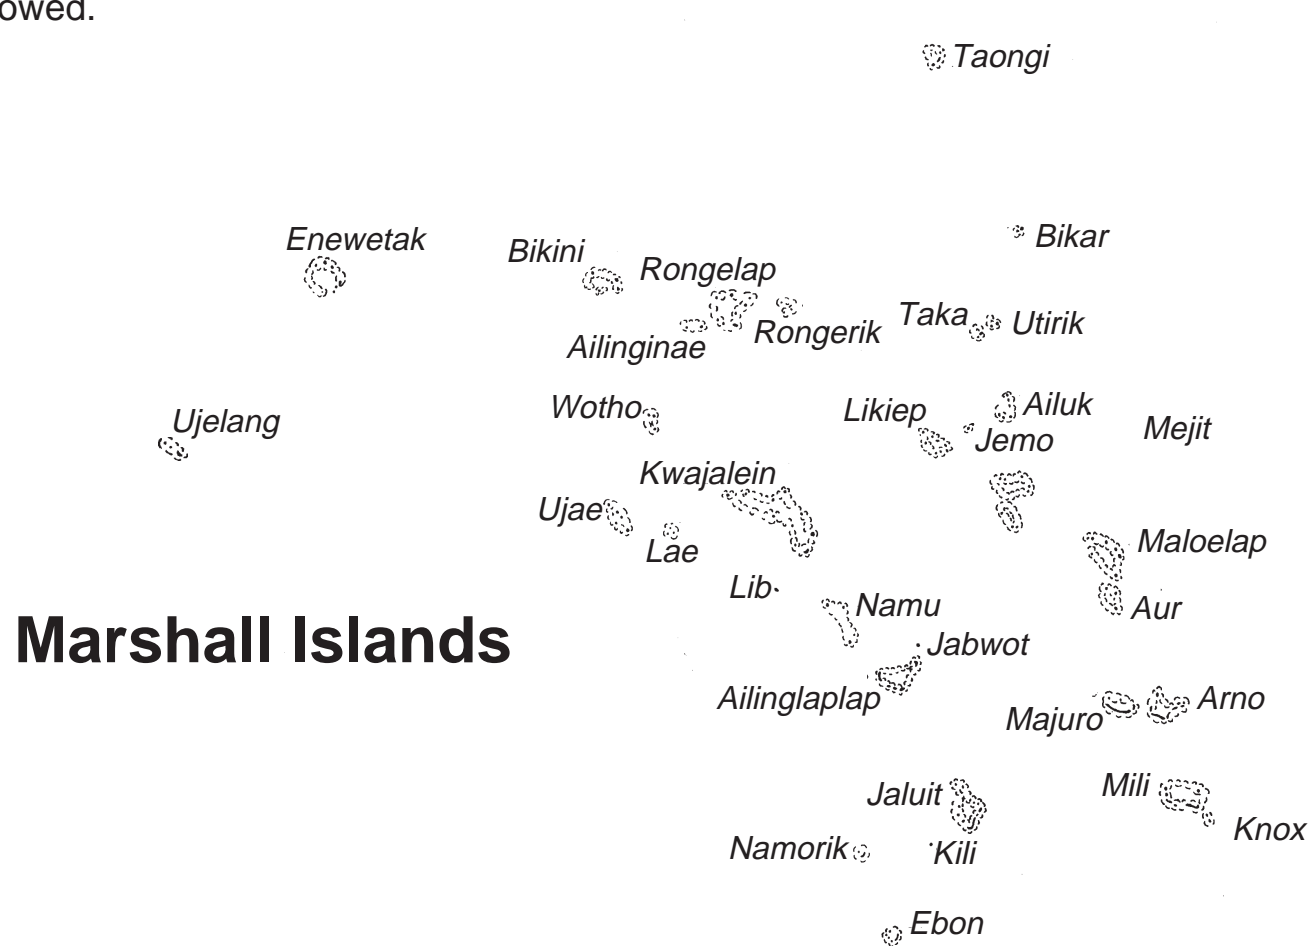 owed.
Taongi
Bikar
Enewetak
Bikini
Rongelap
Taka
Utirik
Rongerik
Ailinginae
Wotho
Likiep
Ailuk
Mejit
Jemo
Ujelang
Kwajalein
Ujae
Lae
Maloelap
Lib
Namu
Aur
Marshall Islands
Jabwot
Ailinglaplap
Majuro
Arno
Jaluit
Mili
Knox
Namorik
Kili
Ebon